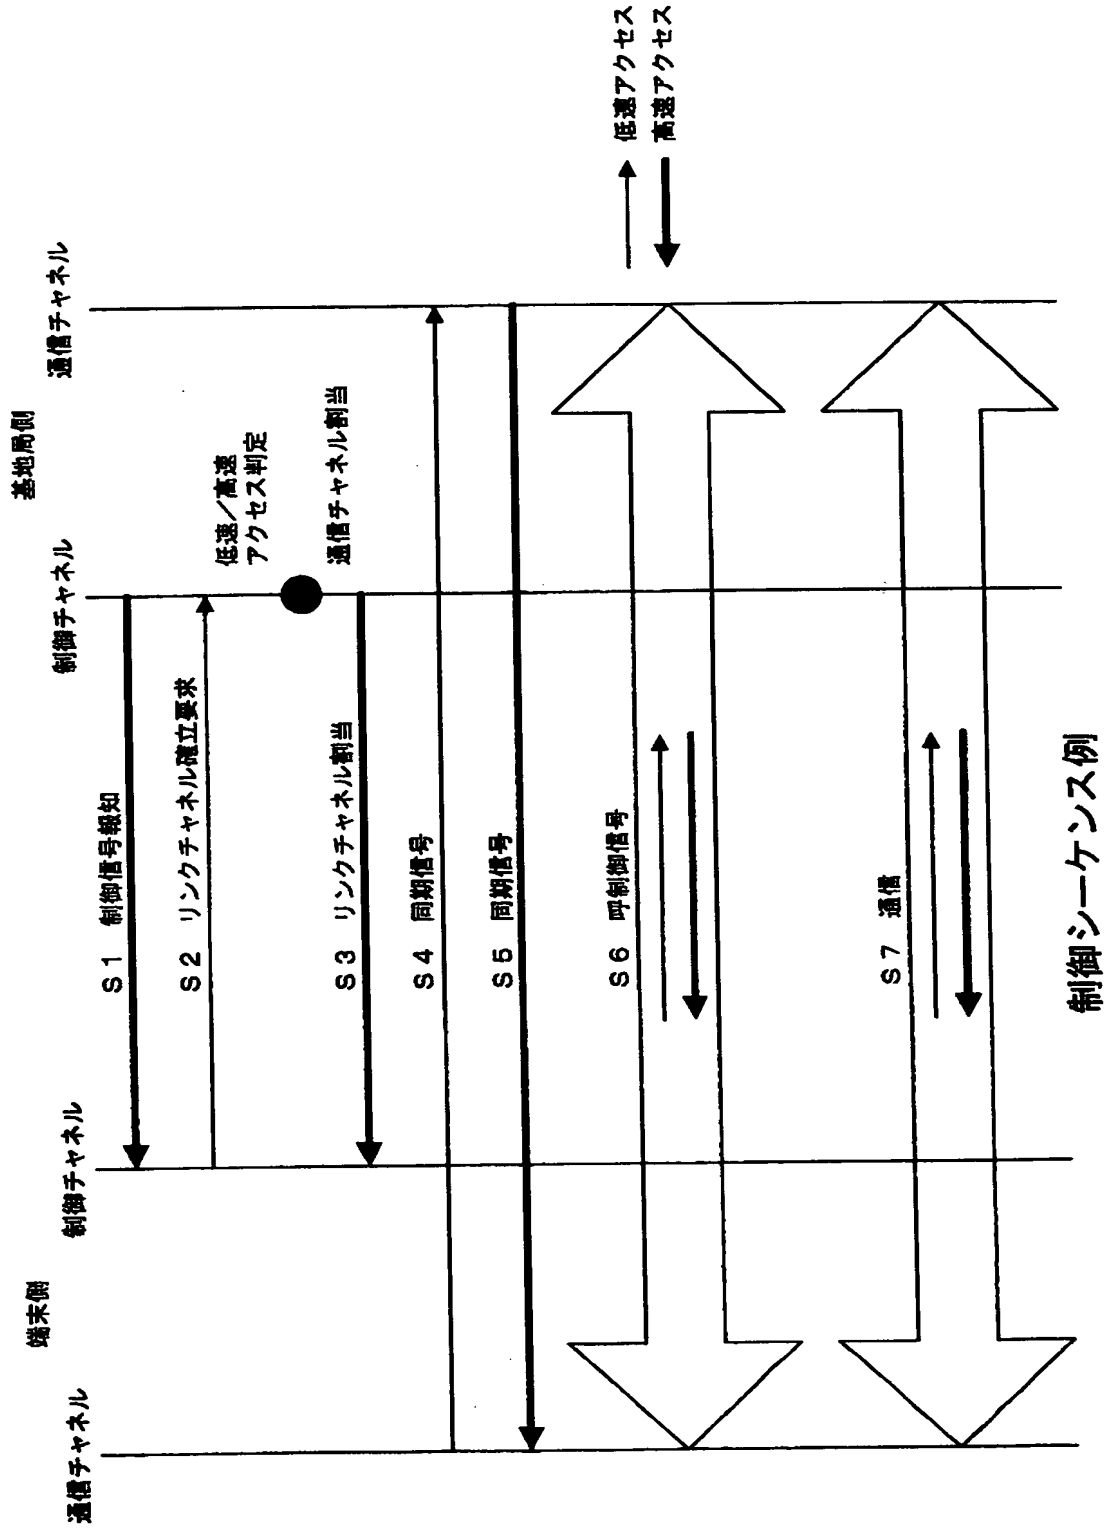 端末側
基地局側
通信チャネル
制御チャネル
制御チャネル
通信チャネル
S1 制御信号報知
S2 リンクチャネル確立要求
低速/高速
アクセス判定
通信チャネル割当
S3 リンクチャネル割当
S4 同期信号
S5 同期信号
S6 呼制御信号
S7 通信
低速アクセス
高速アクセス
制御シーケンス例